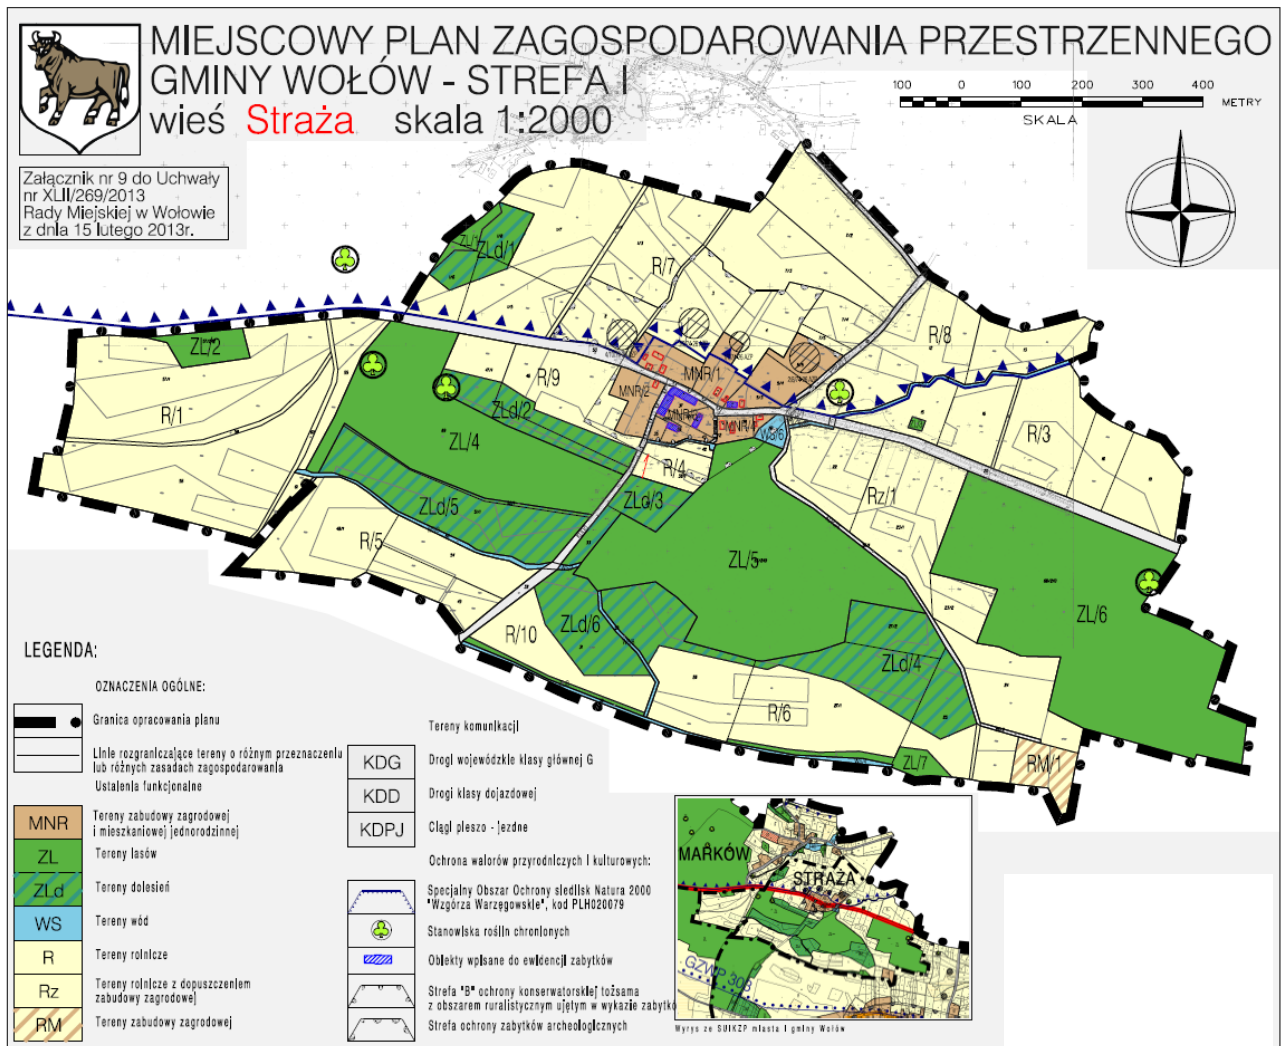 MIEJSCOWY PLAN ZAGOSPODAROWANIA PRZESTRZENNEGO
GMINY WOŁÓW - STREFA I
wieś Straża skala 1:2000
100 0 100 200 300 400
METRY
SKALA
Załącznik nr 9 do Uchwały
nr XLII/269/2013
Rady Miejskiej w Wołowie
z dnia 15 lutego 2013r.
ZLd/1
R/7
R/8
ZL/2
R/9
MNR/1
MNR/2
R/1
ZLd/2
WS/6
R/3
ZL/4
R/4
Rz/1
ZLd/5
ZLd/3
R/5
ZL/5
ZL/6
R/10
ZLd/6
ZLd/4
R/6
ZL/7
RM/1
LEGENDA:
OZNACZENIA OGÓLNE:
Granica opracowania planu
Linie rozgraniczające tereny o różnym przeznaczeniu
lub różnych zasadach zagospodarowania
Ustalenia funkcjonalne
MNR
Tereny zabudowy zagrodowej
i mieszkaniowej jednorodzinnej
ZL
Tereny lasów
ZLd
Tereny dolesień
WS
Tereny wód
R
Tereny rolnicze
Rz
Tereny rolnicze z dopuszczeniem
zabudowy zagrodowej
RM
Tereny zabudowy zagrodowej
Tereny komunikacji
KDG
Drogi wojewódzkie klasy głównej G
KDD
Drogi klasy dojazdowej
KDPJ
Ciągi pieszo - jezdne
Ochrona walorów przyrodniczych i kulturowych:
Specjalny Obszar Ochrony siedlisk Natura 2000
"Wzgórza Warzęgowskie", kod PLH020079
Stanowiska roślin chronionych
Obiekty wpisane do ewidencji zabytków
Strefa "B" ochrony konserwatorskiej tożsama
z obszarem ruralistycznym ujętym w wykazie zabytkó
Strefa ochrony zabytków archeologicznych
MARKÓW
STRAŻA
GZWP 303
Wyrys ze SUIKZP miasta i gminy Wołów